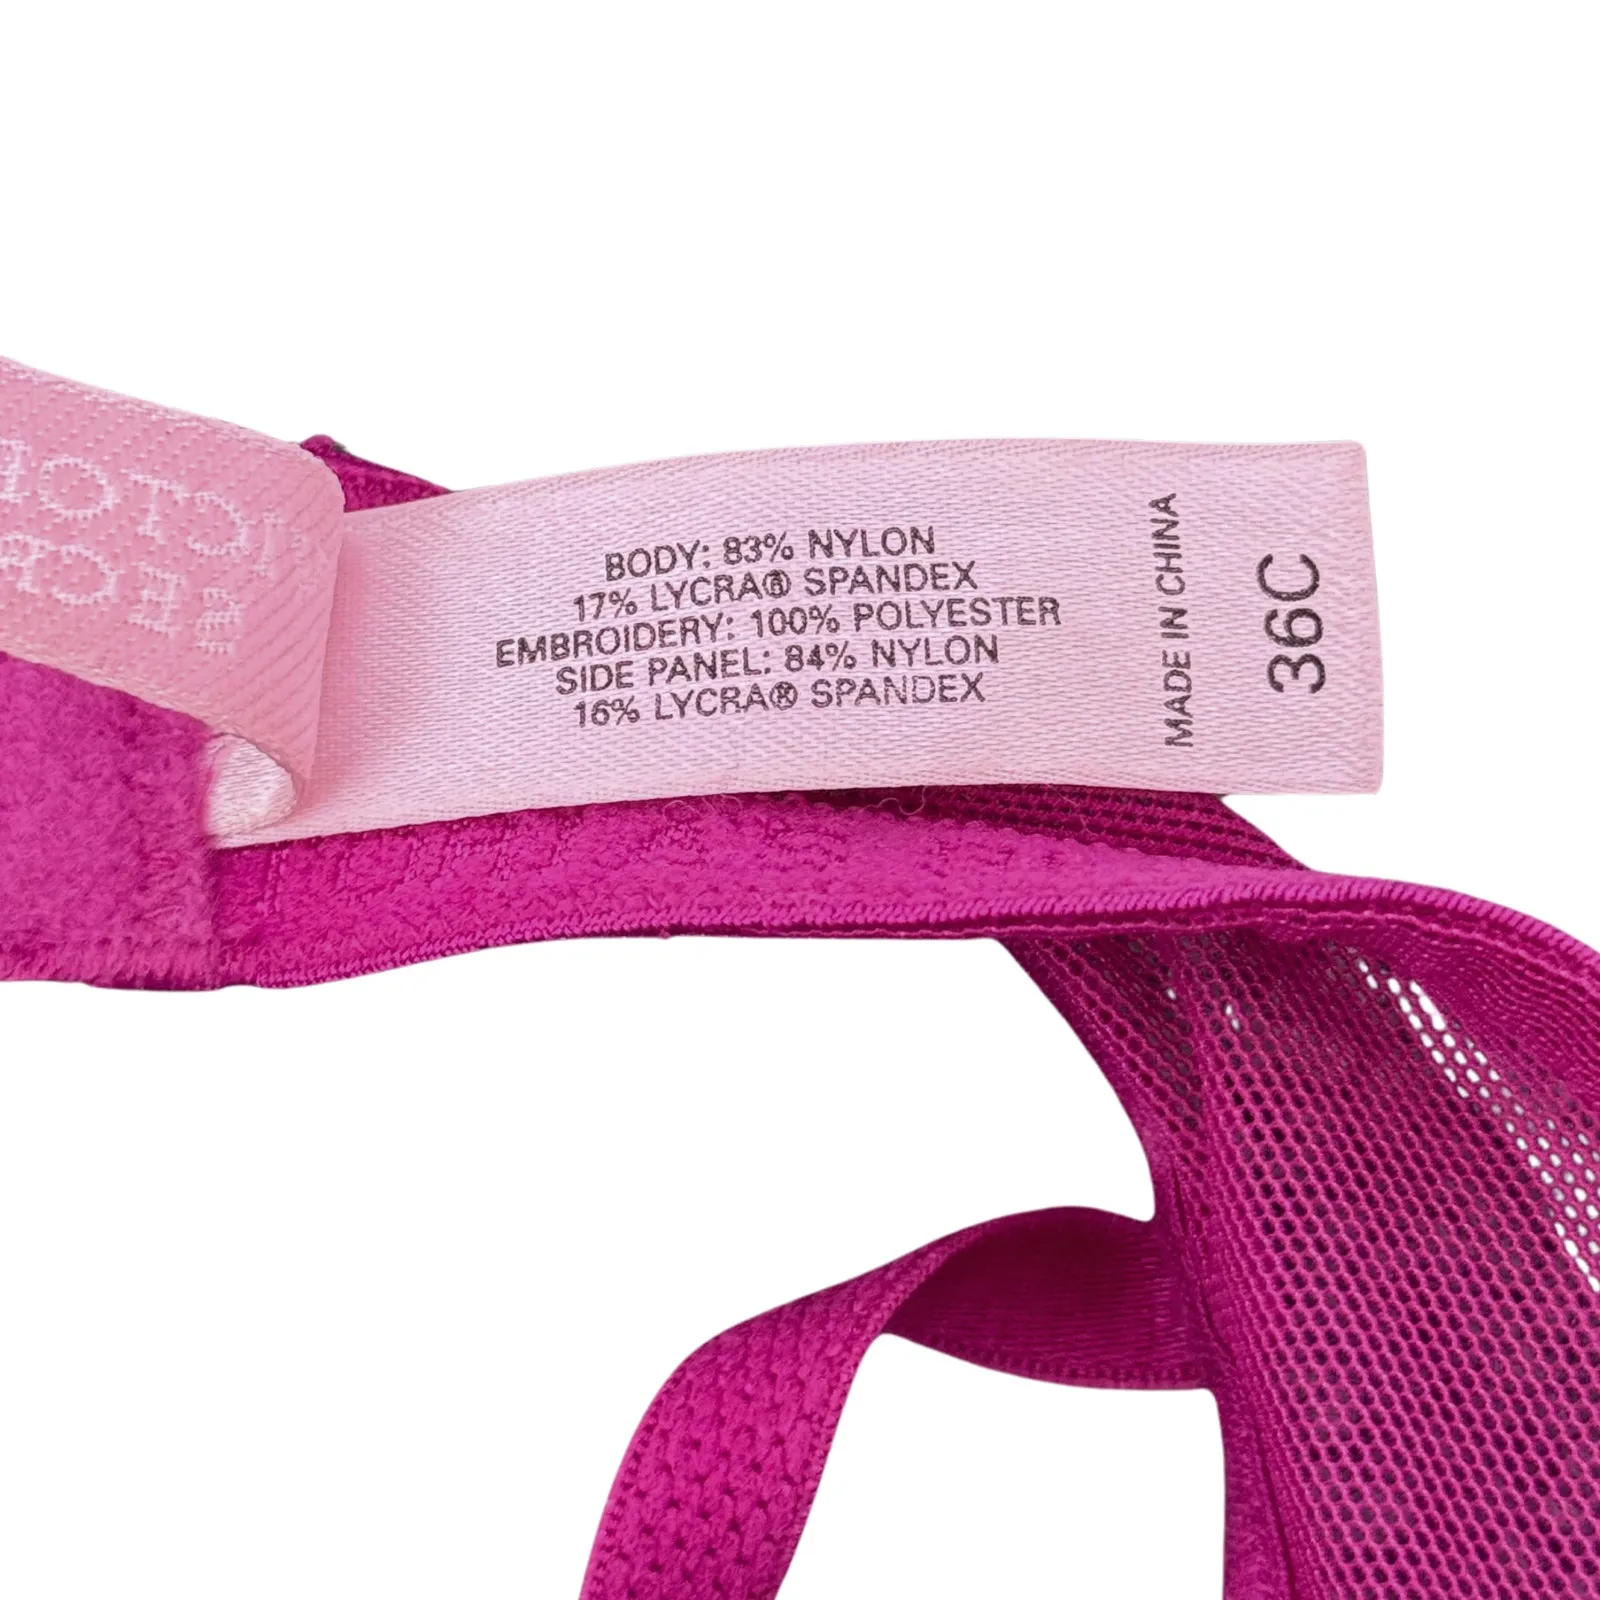 BODY: 83% NYLON
17% LYCRA® SPANDEX
EMBROIDERY: 100% POLYESTER
SIDE PANEL: 84% NYLON
16% LYCRA® SPANDEX
MADE IN CHINA
36C